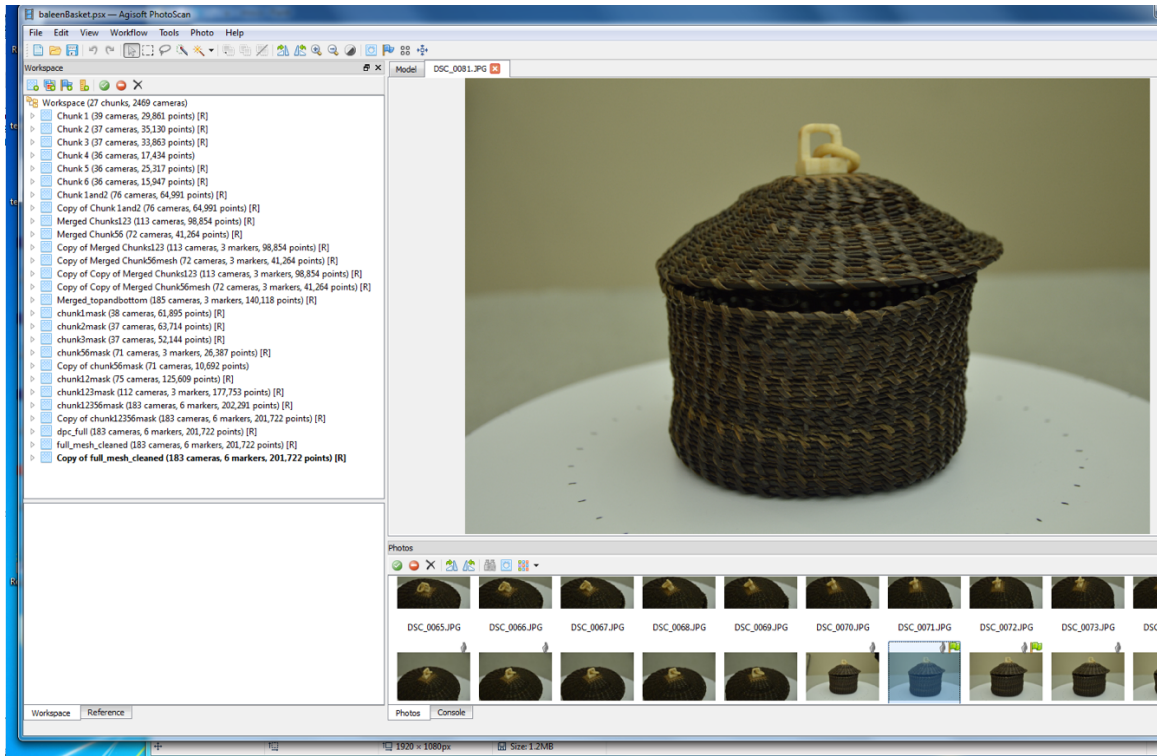 baleenBasket.psx — Agisoft PhotoScan
File Edit View Workflow Tools Photo Help
Workspace
Model DSC_0081.JPG
Workspace (27 chunks, 2469 cameras)
Chunk 1 (39 cameras, 29,861 points) [R]
Chunk 2 (37 cameras, 35,130 points) [R]
Chunk 3 (37 cameras, 33,863 points) [R]
Chunk 4 (36 cameras, 17,434 points)
Chunk 5 (36 cameras, 25,317 points) [R]
Chunk 6 (36 cameras, 15,947 points) [R]
Chunk 1and2 (76 cameras, 64,991 points) [R]
Copy of Chunk 1and2 (76 cameras, 64,991 points) [R]
Merged Chunks123 (113 cameras, 98,854 points) [R]
Merged Chunk56 (72 cameras, 41,264 points) [R]
Copy of Merged Chunks123 (113 cameras, 3 markers, 98,854 points) [R]
Copy of Merged Chunk56mesh (72 cameras, 3 markers, 41,264 points) [R]
Copy of Copy of Merged Chunks123 (113 cameras, 3 markers, 98,854 points) [R]
Copy of Copy of Merged Chunk56mesh (72 cameras, 3 markers, 41,264 points) [R]
Merged_topandbottom (185 cameras, 3 markers, 140,118 points) [R]
chunk1mask (38 cameras, 61,895 points) [R]
chunk2mask (37 cameras, 63,714 points) [R]
chunk3mask (37 cameras, 52,144 points) [R]
chunk56mask (71 cameras, 3 markers, 26,387 points) [R]
Copy of chunk56mask (71 cameras, 10,692 points)
chunk12mask (75 cameras, 125,609 points) [R]
chunk123mask (112 cameras, 3 markers, 177,753 points) [R]
chunk12356mask (183 cameras, 6 markers, 202,291 points) [R]
Copy of chunk12356mask (183 cameras, 6 markers, 201,722 points) [R]
dpc_full (183 cameras, 6 markers, 201,722 points) [R]
full_mesh_cleaned (183 cameras, 6 markers, 201,722 points) [R]
Copy of full_mesh_cleaned (183 cameras, 6 markers, 201,722 points) [R]
Photos
DSC_0065.JPG DSC_0066.JPG DSC_0067.JPG DSC_0068.JPG DSC_0069.JPG DSC_0070.JPG DSC_0071.JPG DSC_0072.JPG DSC_0073.JPG DSC
Workspace Reference
Photos Console
1920 × 1080px Size: 1.2MB